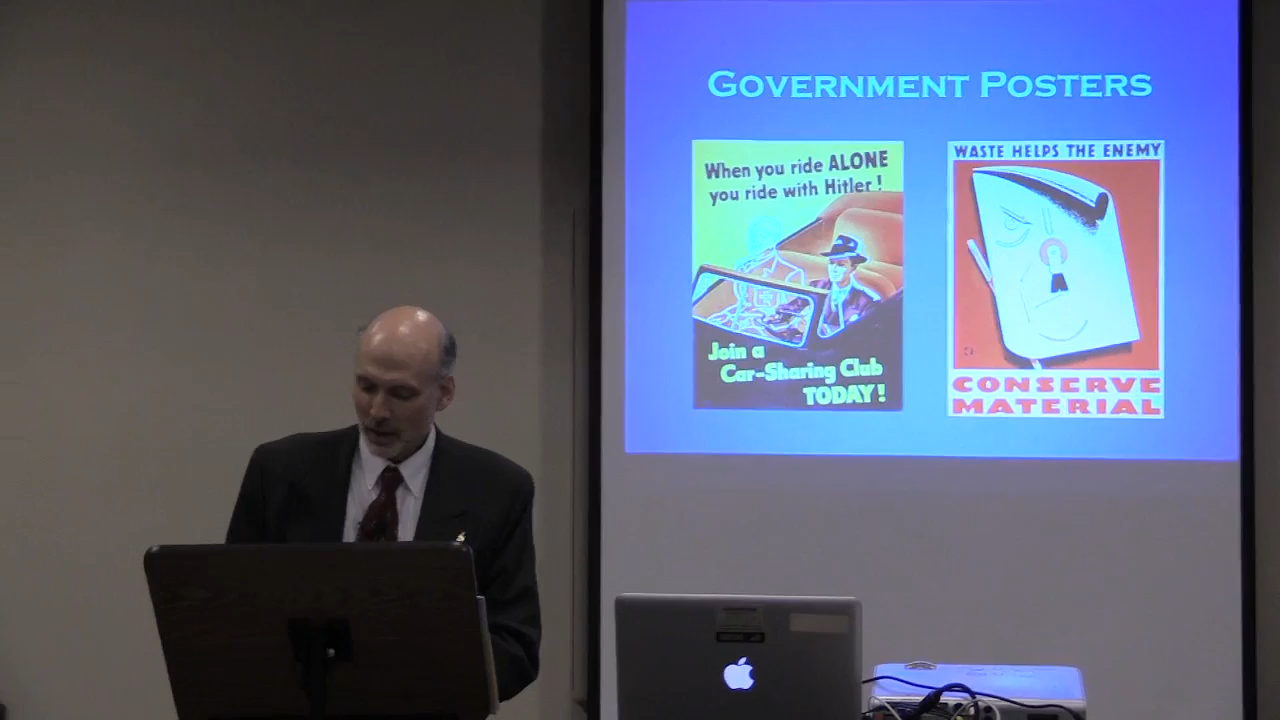 GOVERNMENT POSTERS
When you ride ALONE
you ride with Hitler!
Join a
Car-Sharing Club
TODAY!
WASTE HELPS THE ENEMY
CONSERVE
MATERIAL